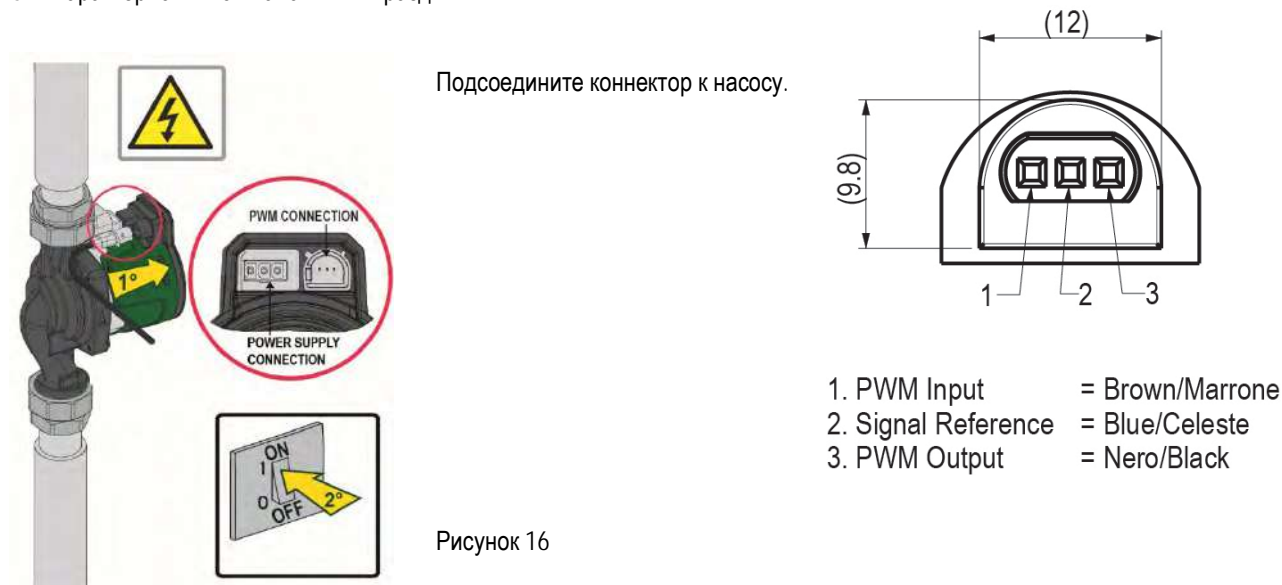 Подсоедините коннектор к насосу.
PWM CONNECTION
1°
POWER SUPPLY
CONNECTION
ON
1
0
OFF
2°
Рисунок 16
(12)
(9.8)
1
2
3
1. PWM Input = Brown/Marrone
2. Signal Reference = Blue/Celeste
3. PWM Output = Nero/Black